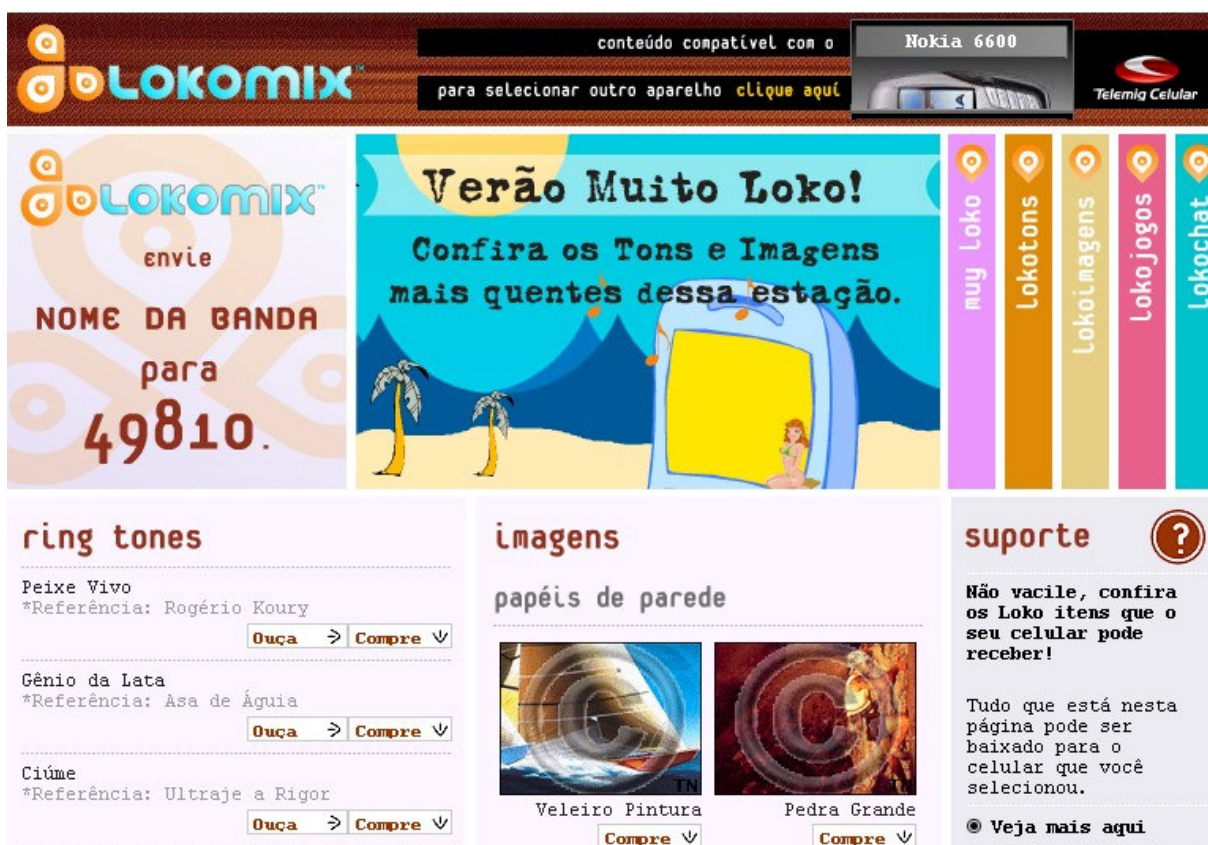 LOKOMIX™
conteúdo compatível com o
Nokia 6600
para selecionar outro aparelho clique aquí
Telemig Celular
LOKOMIX™
envie
NOME DA BANDA
para
49810.
Verão Muito Loko!
Confira os Tons e Imagens
mais quentes dessa estação.
muy loko
lokotons
lokoimagens
lokojogos
lokochat
ring tones
Peixe Vivo
*Referência: Rogério Koury
Ouça Compre
Gênio da Lata
*Referência: Asa de Águia
Ouça Compre
Ciúme
*Referência: Ultraje a Rigor
Ouça Compre
imagens
papéis de parede
© ©
TN TN
Veleiro Pintura
Compre
Pedra Grande
Compre
suporte ?
Não vacile, confira
os Loko itens que o
seu celular pode
receber!
Tudo que está nesta
página pode ser
baixado para o
celular que você
selecionou.
Veja mais aqui